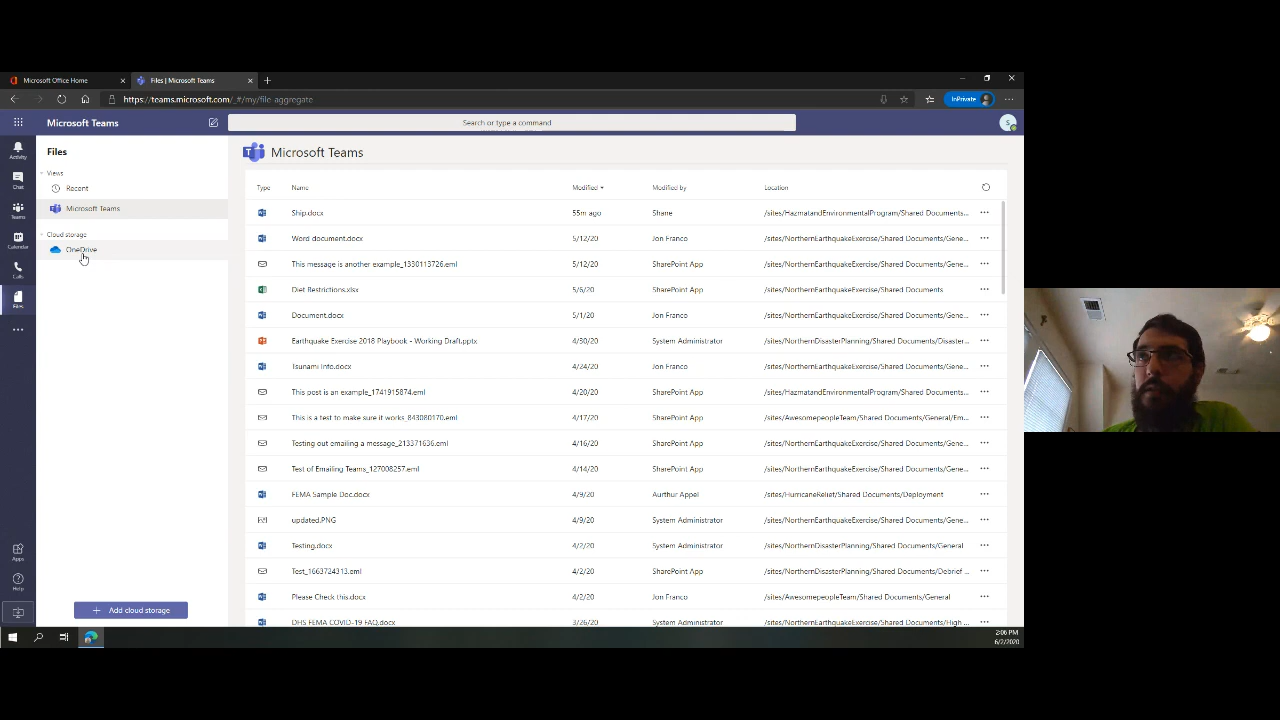 Microsoft Office Home
Files | Microsoft Teams
https://teams.microsoft.com/_#/my/file-aggregate
InPrivate
Microsoft Teams
Search or type a command
S
Activity
Chat
Teams
Calendar
Calls
Files
Apps
Help
Files
Views
Recent
Microsoft Teams
Cloud storage
OneDrive
Add cloud storage
Microsoft Teams
Type Name Modified Modified by Location
Ship.docx 55m ago Shane /sites/HazmatandEnvironmentalProgram/Shared Documents...
Word document.docx 5/12/20 Jon Franco /sites/NorthernEarthquakeExercise/Shared Documents/Gene...
This message is another example_1330113726.eml 5/12/20 SharePoint App /sites/NorthernEarthquakeExercise/Shared Documents/Gene...
Diet Restrictions.xlsx 5/6/20 SharePoint App /sites/NorthernEarthquakeExercise/Shared Documents
Document.docx 5/1/20 Jon Franco /sites/NorthernEarthquakeExercise/Shared Documents/Gene...
Earthquake Exercise 2018 Playbook - Working Draft.pptx 4/30/20 System Administrator /sites/NorthernDisasterPlanning/Shared Documents/Disaster...
Tsunami Info.docx 4/24/20 Jon Franco /sites/NorthernEarthquakeExercise/Shared Documents/Gene...
This post is an example_1741915874.eml 4/20/20 SharePoint App /sites/HazmatandEnvironmentalProgram/Shared Documents...
This is a test to make sure it works_843080170.eml 4/17/20 SharePoint App /sites/AwesomepeopleTeam/Shared Documents/General/Em...
Testing out emailing a message_213371636.eml 4/16/20 SharePoint App /sites/NorthernEarthquakeExercise/Shared Documents/Gene...
Test of Emailing Teams_127008257.eml 4/14/20 SharePoint App /sites/NorthernEarthquakeExercise/Shared Documents/Gene...
FEMA Sample Doc.docx 4/9/20 Aurthur Appel /sites/HurricaneRelief/Shared Documents/Deployment
updated.PNG 4/9/20 System Administrator /sites/NorthernEarthquakeExercise/Shared Documents/Gene...
Testing.docx 4/2/20 System Administrator /sites/NorthernDisasterPlanning/Shared Documents/General
Test_1663724313.eml 4/2/20 SharePoint App /sites/NorthernDisasterPlanning/Shared Documents/Debrief ...
Please Check this.docx 4/2/20 Jon Franco /sites/AwesomepeopleTeam/Shared Documents/General
DHS FEMA COVID-19 FAQ.docx 3/26/20 System Administrator /sites/NorthernEarthquakeExercise/Shared Documents/High ...
2:06 PM
6/2/2020